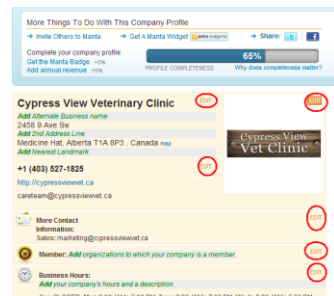 More Things To Do With This Company Profile
Invite Others to Manta Get A Manta Widget Share:
Complete your company profile
Get the Manta Badge +5%
Add annual revenue +5%
65%
PROFILE COMPLETENESS Why does completeness matter?
Cypress View Veterinary Clinic EDIT EDIT
Add Alternate Business name
2458 9 Ave Sw
Add 2nd Address Line
Medicine Hat, Alberta T1A 8P3 , Canada map
Add Nearest Landmark
Cypress View
Vet Clinic
+1 (403) 527-1825 EDIT
http://cypressviewvet.ca
careteam@cypressviewvet.ca
More Contact EDIT
Information:
Sales: marketing@cypressviewvet.ca
Member: Add organizations to which your company is a member. EDIT
Business Hours: EDIT
Add your company's hours and a description.